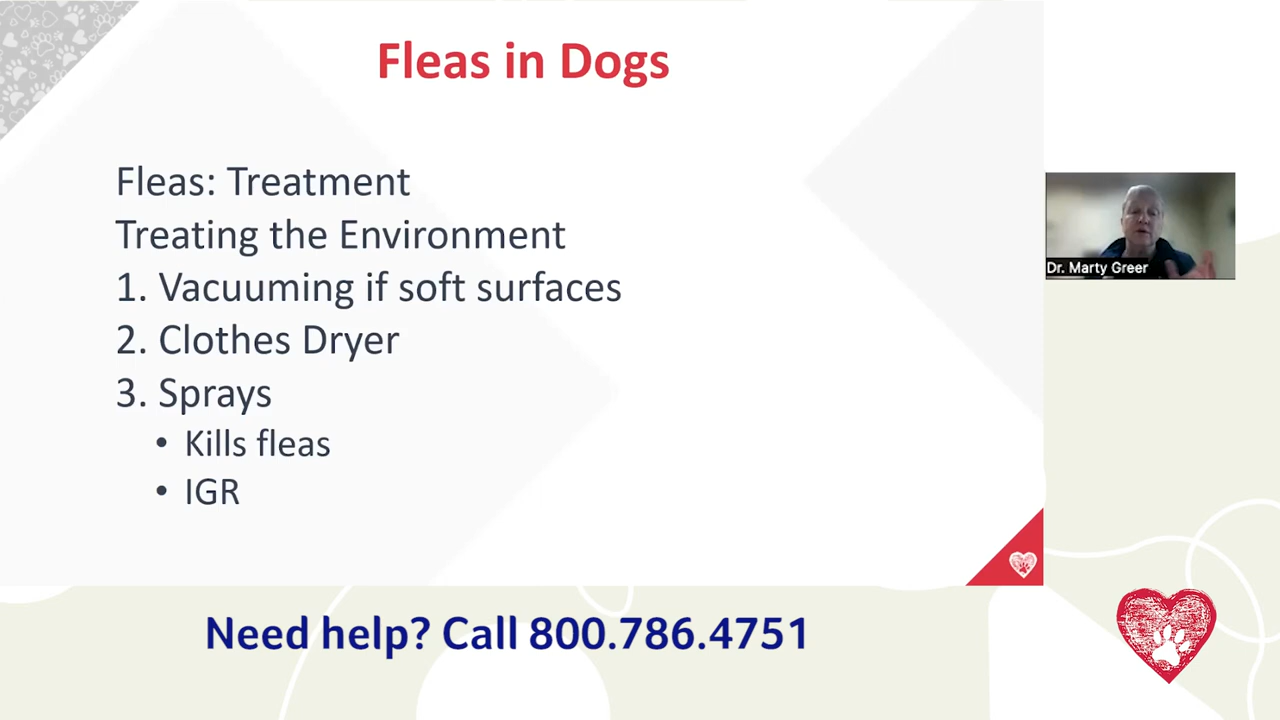 Fleas in Dogs
Fleas: Treatment
Treating the Environment
1. Vacuuming if soft surfaces
2. Clothes Dryer
3. Sprays
• Kills fleas
• IGR
Dr. Marty Greer
Need help? Call 800.786.4751